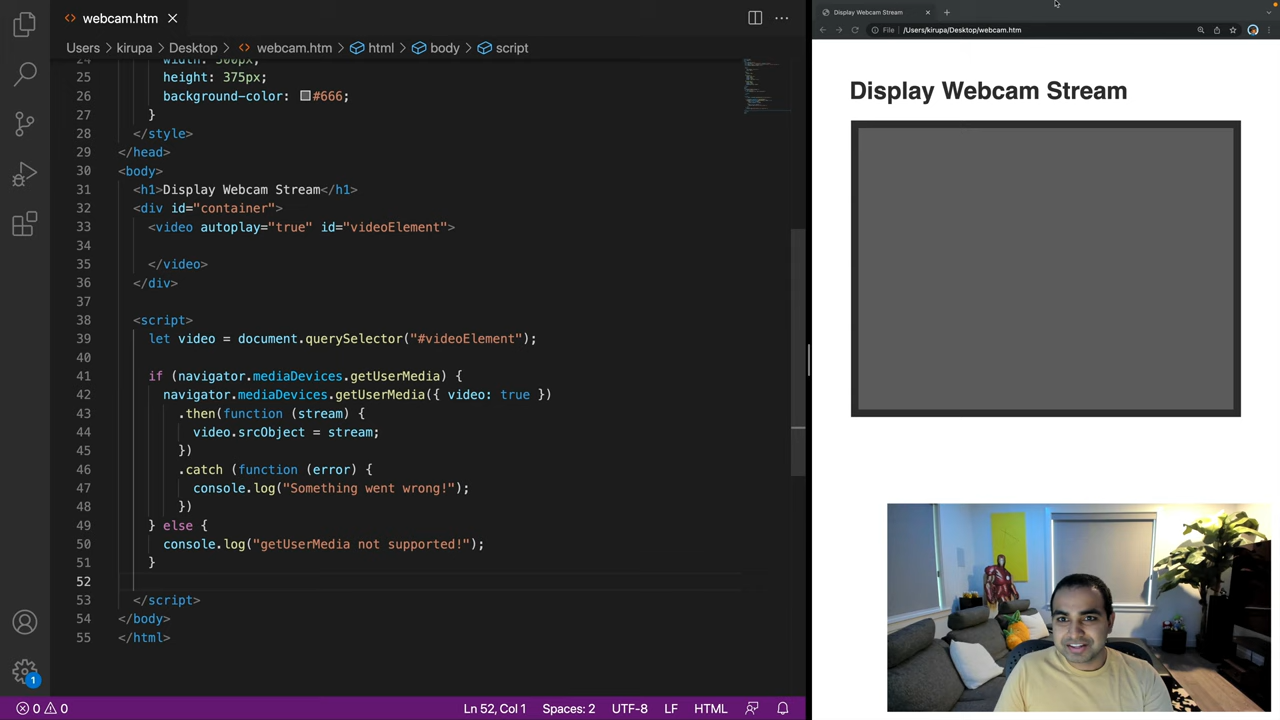 webcam.htm
Users > kirupa > Desktop > webcam.htm > html > body > script
24 width: 500px;
25 height: 375px;
26 background-color: #666;
27 }
28 </style>
29 </head>
30 <body>
31 <h1>Display Webcam Stream</h1>
32 <div id="container">
33 <video autoplay="true" id="videoElement">
34
35 </video>
36 </div>
37
38 <script>
39 let video = document.querySelector("#videoElement");
40
41 if (navigator.mediaDevices.getUserMedia) {
42 navigator.mediaDevices.getUserMedia({ video: true })
43 .then(function (stream) {
44 video.srcObject = stream;
45 })
46 .catch (function (error) {
47 console.log("Something went wrong!");
48 })
49 } else {
50 console.log("getUserMedia not supported!");
51 }
52
53 </script>
54 </body>
55 </html>
1
0 0
Ln 52, Col 1
Spaces: 2
UTF-8
LF
HTML
Display Webcam Stream
File | /Users/kirupa/Desktop/webcam.htm
Display Webcam Stream